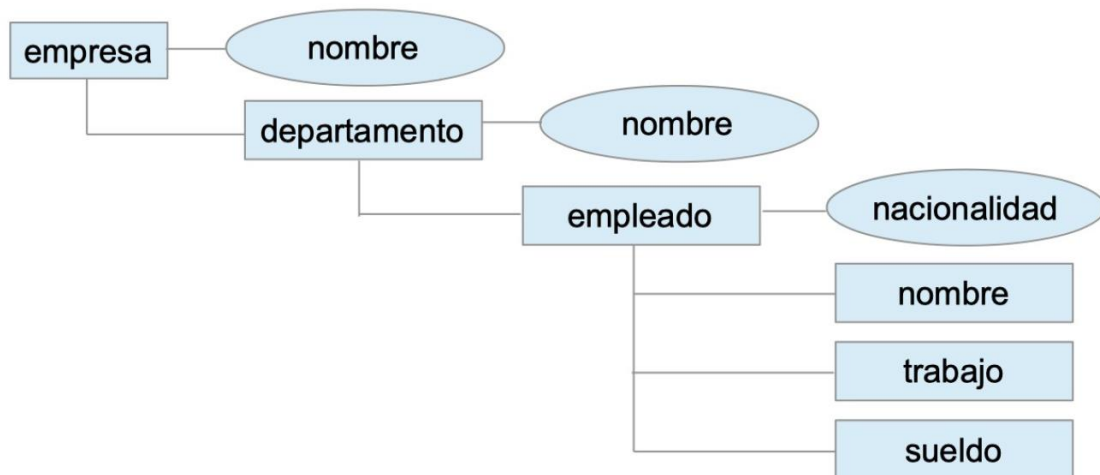 empresa
nombre
departamento
nombre
empleado
nacionalidad
nombre
trabajo
sueldo